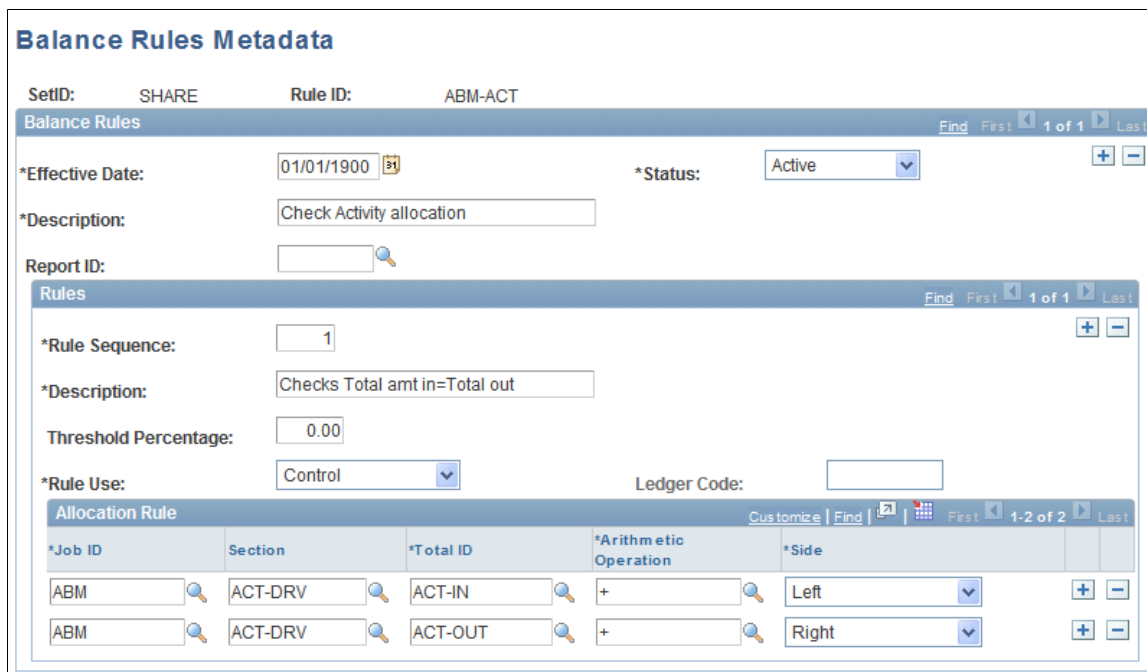 Balance Rules Metadata
SetID: SHARE Rule ID: ABM-ACT
Balance Rules Find First 1 of 1 Last
*Effective Date: 01/01/1900 31 *Status: Active
*Description: Check Activity allocation
Report ID:
Rules Find First 1 of 1 Last
*Rule Sequence: 1
*Description: Checks Total amt in=Total out
Threshold Percentage: 0.00
*Rule Use: Control Ledger Code:
Allocation Rule Customize | Find | | First 1-2 of 2 Last
*Job ID Section *Total ID *Arithmetic Operation *Side
ABM ACT-DRV ACT-IN + Left
ABM ACT-DRV ACT-OUT + Right